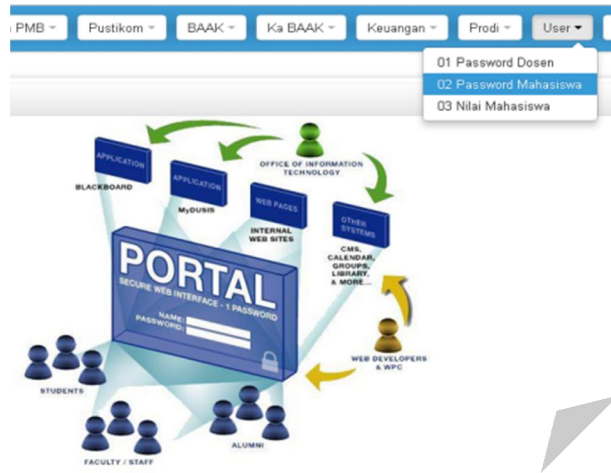 PMB
Pustikom
BAAK
Ka BAAK
Keuangan
Prodi
User
01 Password Dosen
02 Password Mahasiswa
03 Nilai Mahasiswa
APPLICATION
BLACKBOARD
APPLICATION
MyDUSIS
WEB PAGES
INTERNAL
WEB SITES
OFFICE OF INFORMATION
TECHNOLOGY
OTHER
SYSTEMS
CMS,
CALENDAR,
GROUPS,
LIBRARY,
& MORE...
PORTAL
SECURE WEB INTERFACE - 1 PASSWORD
NAME:
PASSWORD:
WEB DEVELOPERS
& WPC
STUDENTS
FACULTY / STAFF
ALUMNI